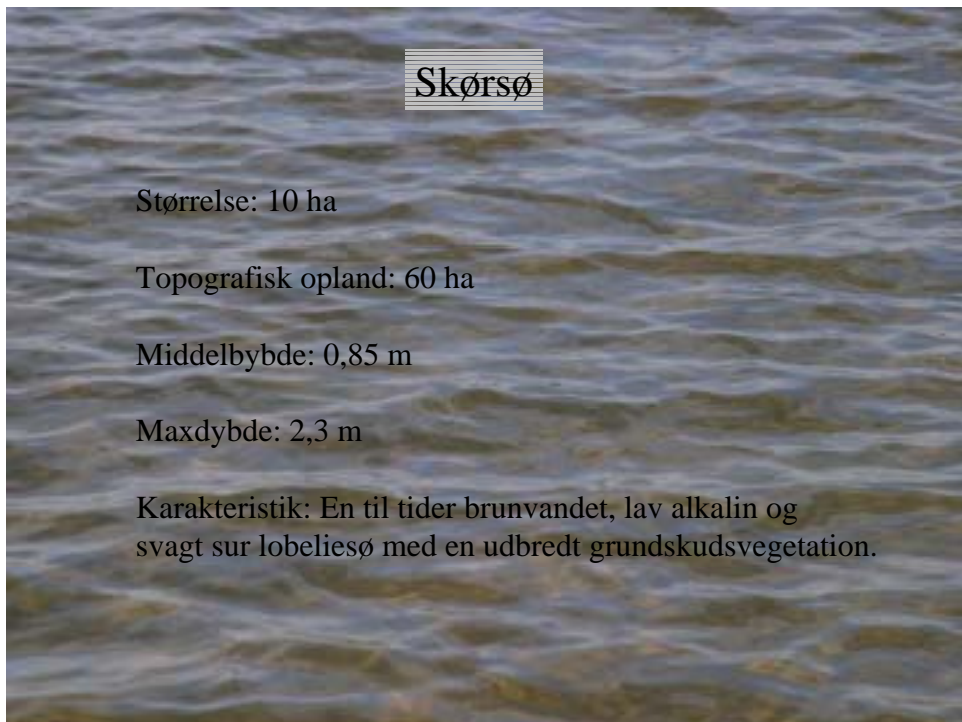 Skørsø
Størrelse: 10 ha
Topografisk opland: 60 ha
Middelbybde: 0,85 m
Maxdybde: 2,3 m
Karakteristik: En til tider brunvandet, lav alkalin og
svagt sur lobeliesø med en udbredt grundskudsvegetation.